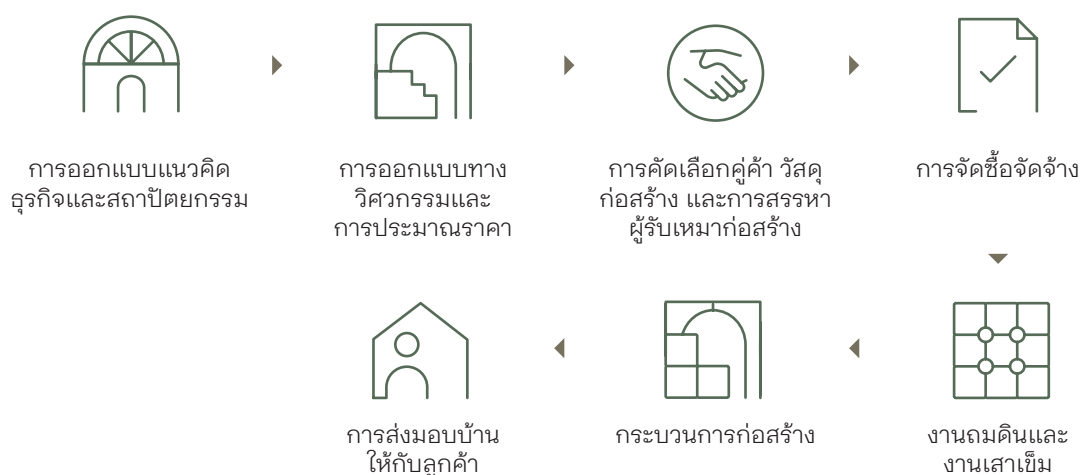 การออกแบบแนวคิด
ธุรกิจและสถาปัตยกรรม
การออกแบบทาง
วิศวกรรมและ
การประมาณราคา
การคัดเลือกคู่ค้า วัสดุ
ก่อสร้าง และการสรรหา
ผู้รับเหมาก่อสร้าง
การจัดซื้อจัดจ้าง
งานถมดินและ
งานเสาเข็ม
กระบวนการก่อสร้าง
การส่งมอบบ้าน
ให้กับลูกค้า